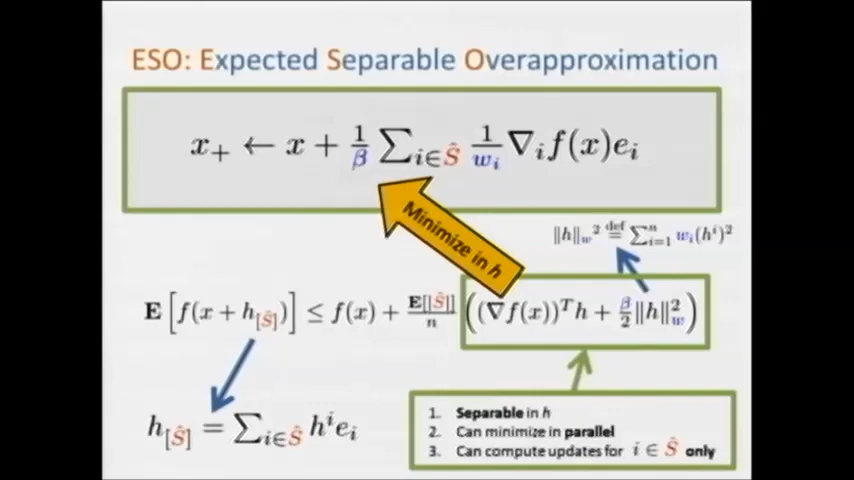 ESO: Expected Separable Overapproximation
x₊ ← x + 1/β ∑_{i∈Ŝ} 1/w_i ∇_i f(x)e_i
Minimize in h
‖h‖_w² def= ∑_{i=1}^n w_i(h^i)²
E[f(x + h_{[Ŝ]})] ≤ f(x) + E[|Ŝ|]/n ((∇f(x))^T h + β/2 ‖h‖_w²)
h_{[Ŝ]} = ∑_{i∈Ŝ} h^i e_i
1. Separable in h
2. Can minimize in parallel
3. Can compute updates for i ∈ Ŝ only